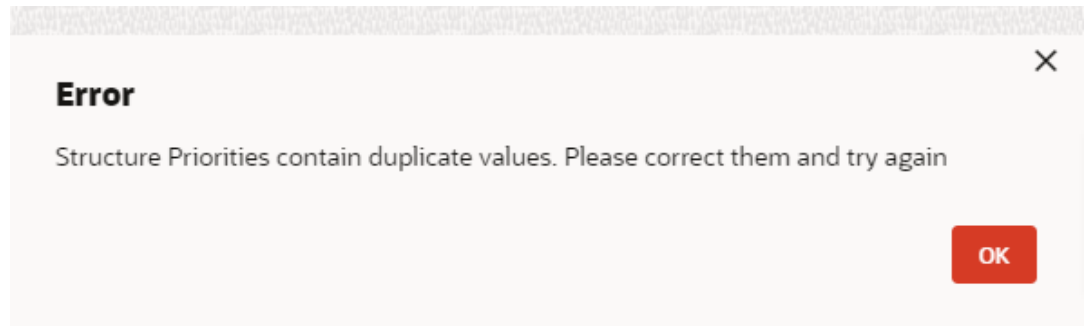 Error
Structure Priorities contain duplicate values. Please correct them and try again
OK